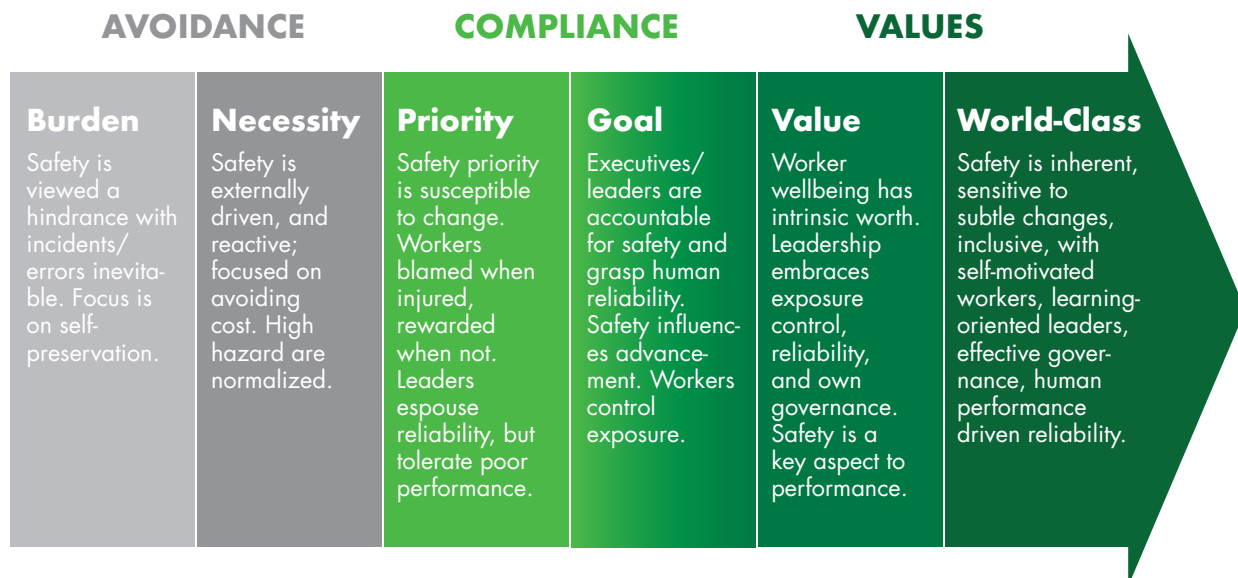 AVOIDANCE
COMPLIANCE
VALUES
Burden
Safety is
viewed a
hindrance with
incidents/
errors inevita-
ble. Focus is
on self-
preservation.
Necessity
Safety is
externally
driven, and
reactive;
focused on
avoiding
cost. High
hazard are
normalized.
Priority
Safety priority
is susceptible
to change.
Workers
blamed when
injured,
rewarded
when not.
Leaders
espouse
reliability, but
tolerate poor
performance.
Goal
Executives/
leaders are
accountable
for safety and
grasp human
reliability.
Safety influenc-
es advance-
ment. Workers
control
exposure.
Value
Worker
wellbeing has
intrinsic worth.
Leadership
embraces
exposure
control,
reliability,
and own
governance.
Safety is a
key aspect to
performance.
World-Class
Safety is inherent,
sensitive to
subtle changes,
inclusive, with
self-motivated
workers, learning-
oriented leaders,
effective gover-
nance, human
performance
driven reliability.